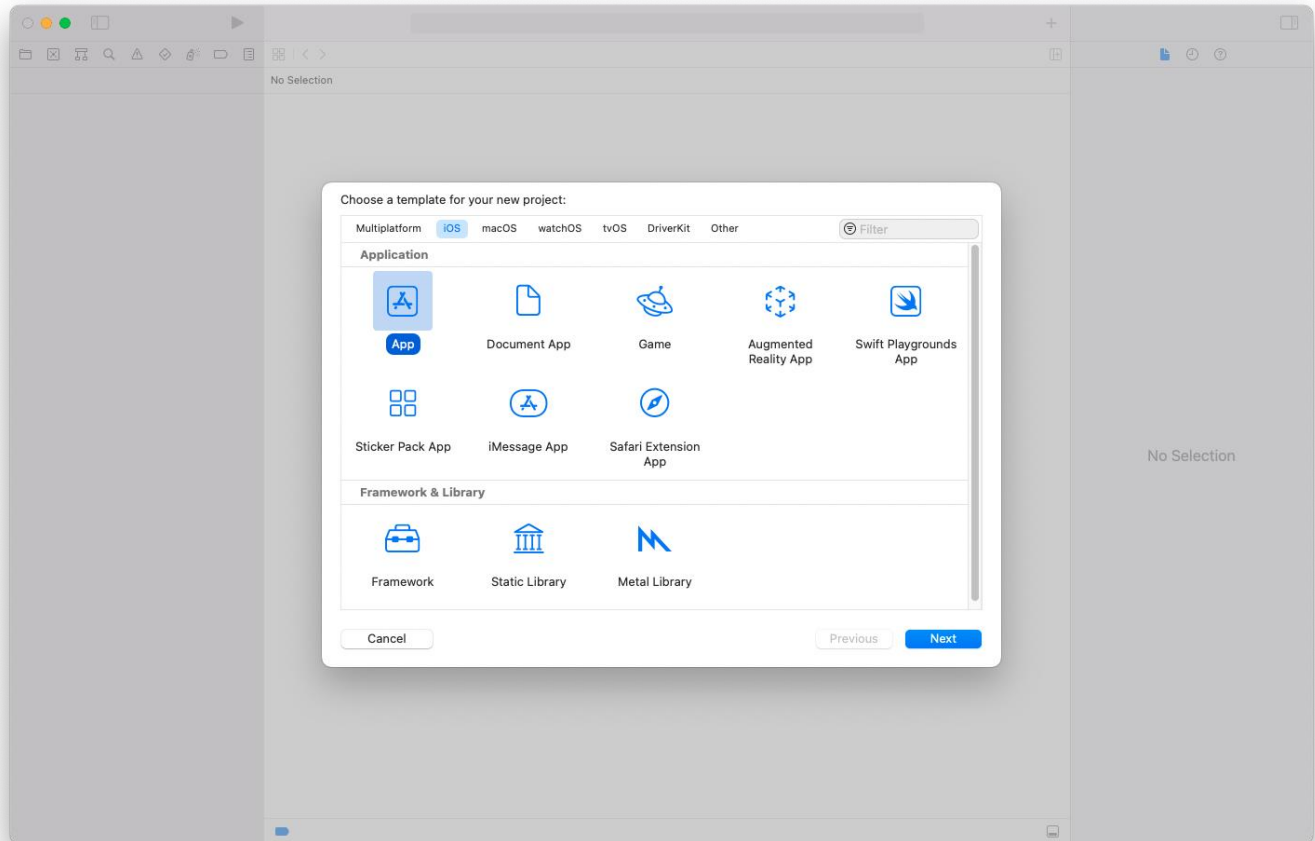 No Selection
Choose a template for your new project:
Multiplatform iOS macOS watchOS tvOS DriverKit Other Filter
Application
App Document App Game Augmented Reality App Swift Playgrounds App
Sticker Pack App iMessage App Safari Extension App
No Selection
Framework & Library
Framework Static Library Metal Library
Cancel Previous Next